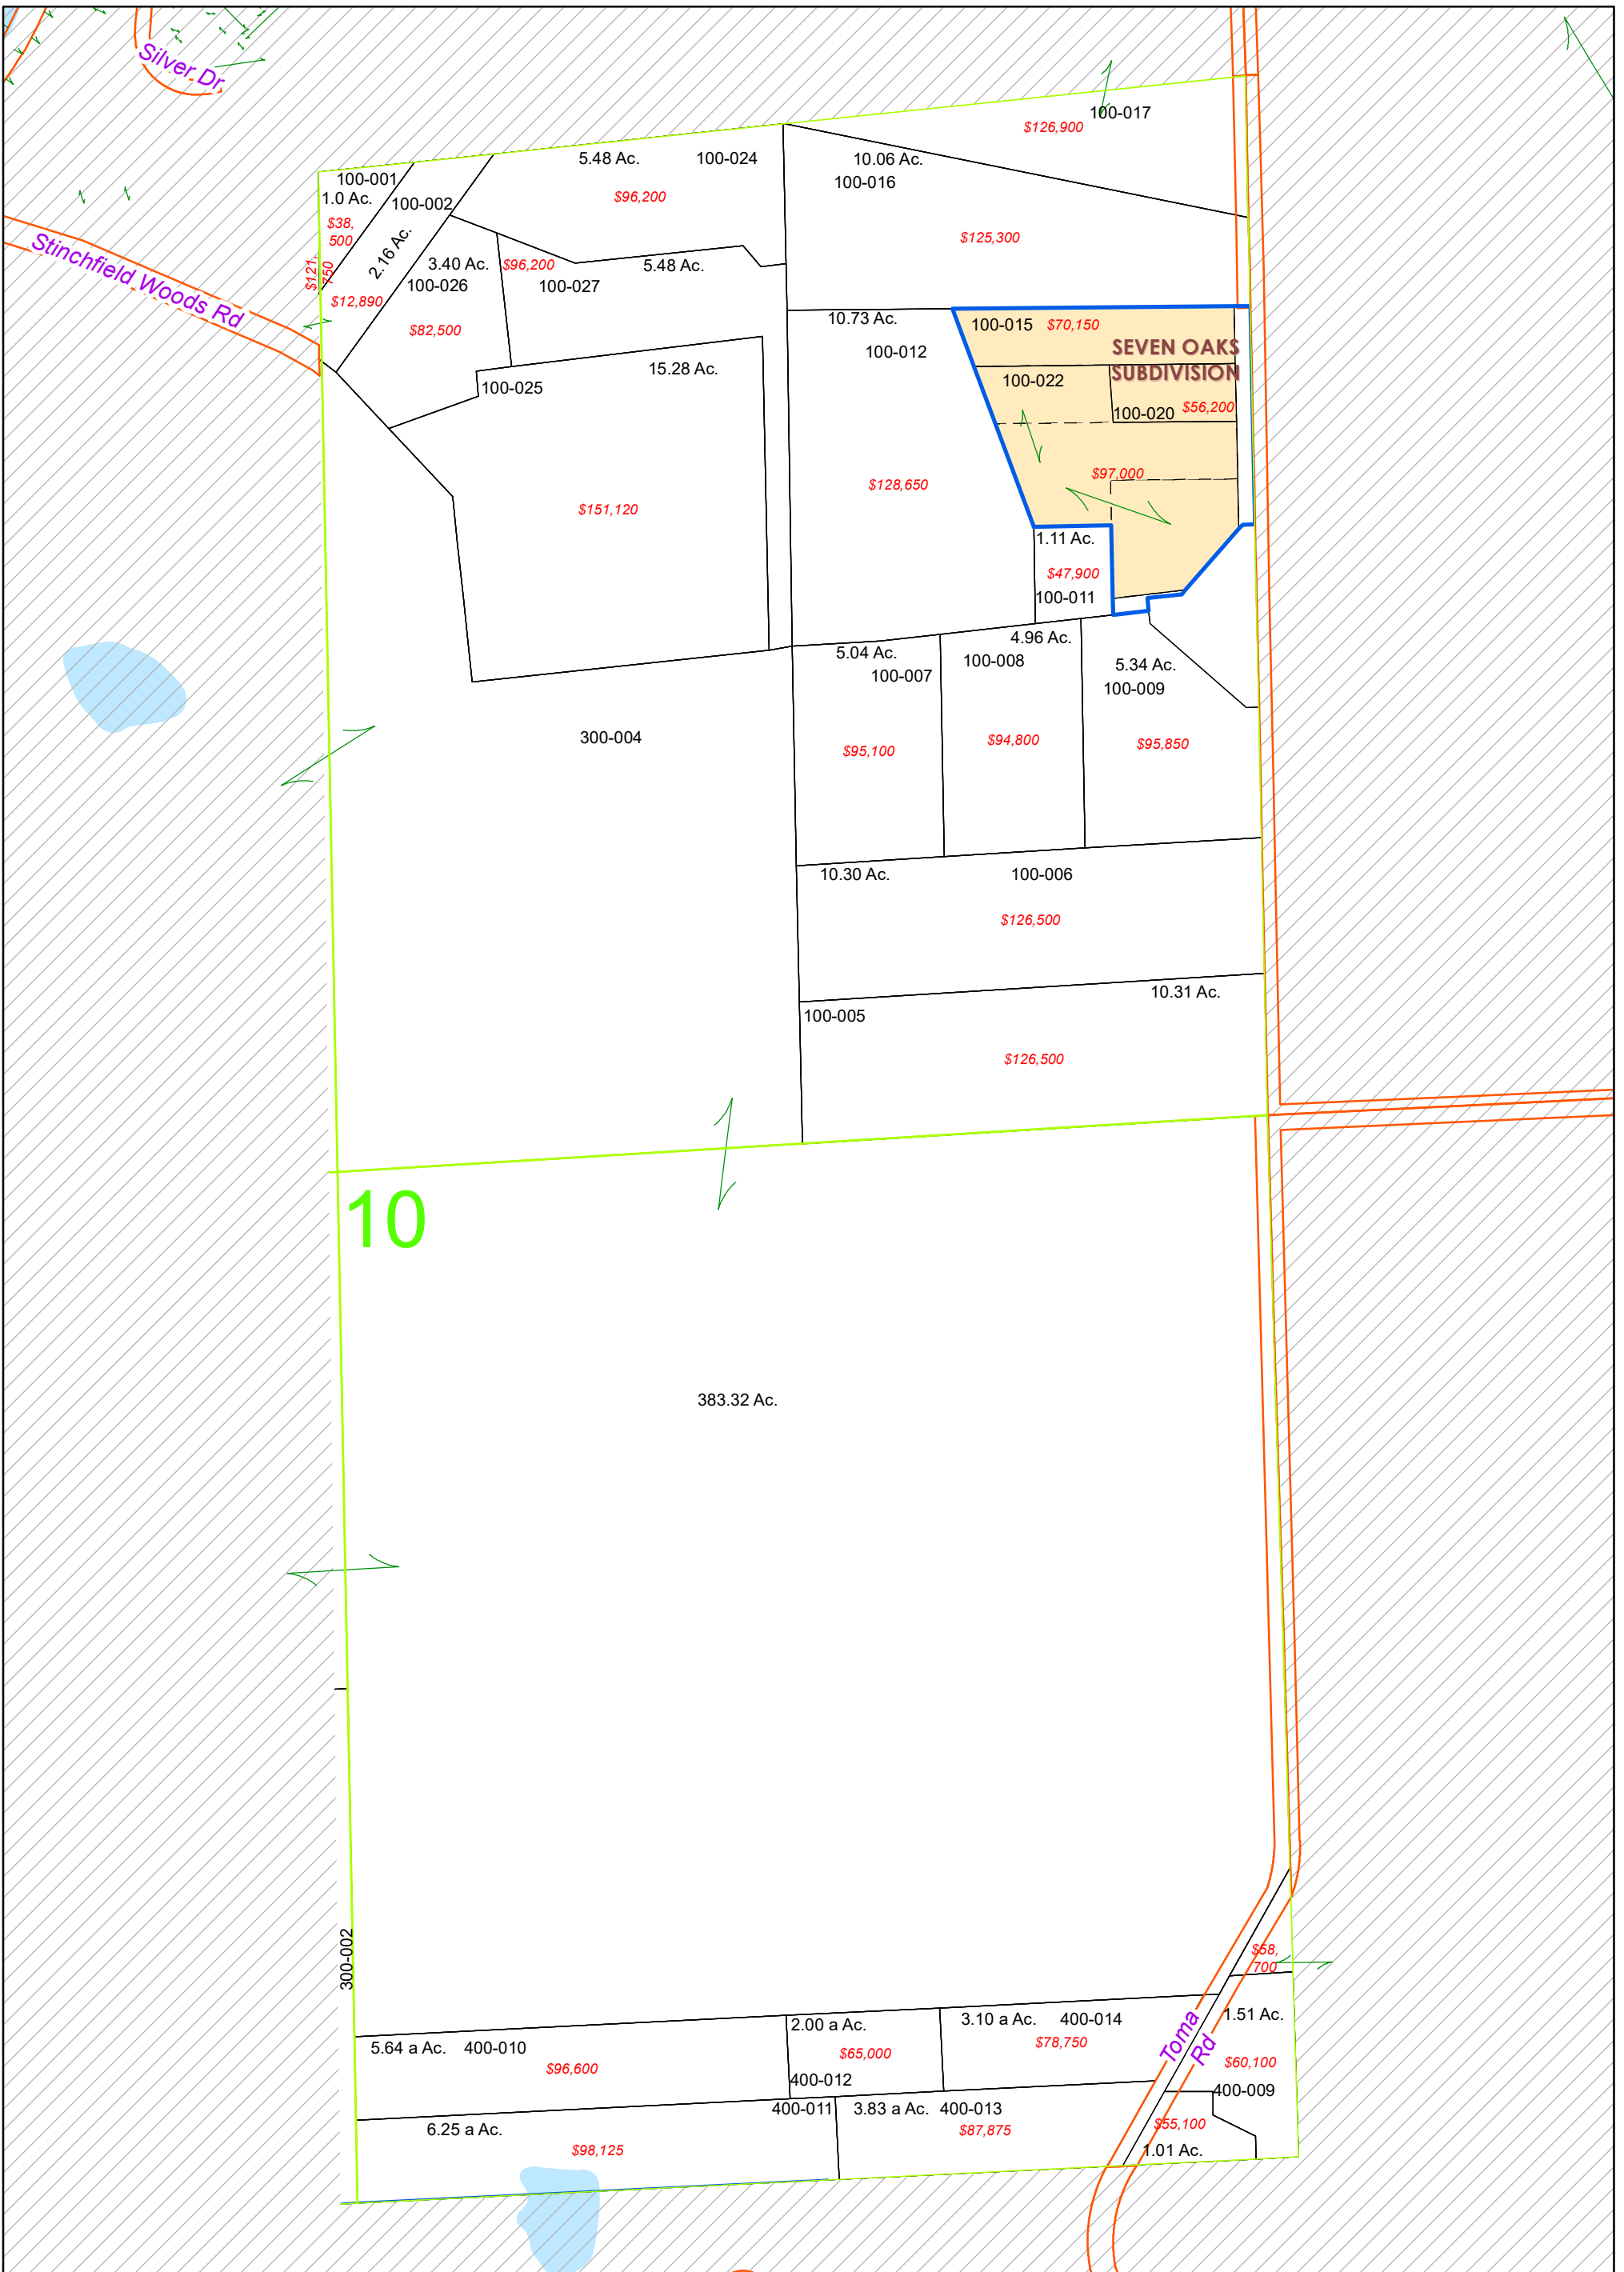 Silver Dr
100-017
$126,900
5.48 Ac.
100-024
10.06 Ac.
100-016
100-001
1.0 Ac.
100-002
$96,200
$38,
500
2.16 Ac.
$125,300
Stinchfield Woods Rd
3.40 Ac.
$96,200
5.48 Ac.
$121,
750
100-026
100-027
$12,890
$82,500
10.73 Ac.
100-015
$70,150
SEVEN OAKS
SUBDIVISION
100-012
15.28 Ac.
100-025
100-022
100-020
$56,200
$97,000
$128,650
$151,120
1.11 Ac.
$47,900
100-011
4.96 Ac.
5.04 Ac.
100-008
100-007
5.34 Ac.
100-009
300-004
$95,100
$94,800
$95,850
10.30 Ac.
100-006
$126,500
10.31 Ac.
100-005
$126,500
10
383.32 Ac.
300-002
$58,
700
5.64 a Ac.
400-010
$96,600
2.00 a Ac.
$65,000
400-012
3.10 a Ac.
400-014
$78,750
Toma
Rd
1.51 Ac.
$60,100
400-009
400-011
3.83 a Ac.
400-013
6.25 a Ac.
$98,125
$87,875
$55,100
1.01 Ac.